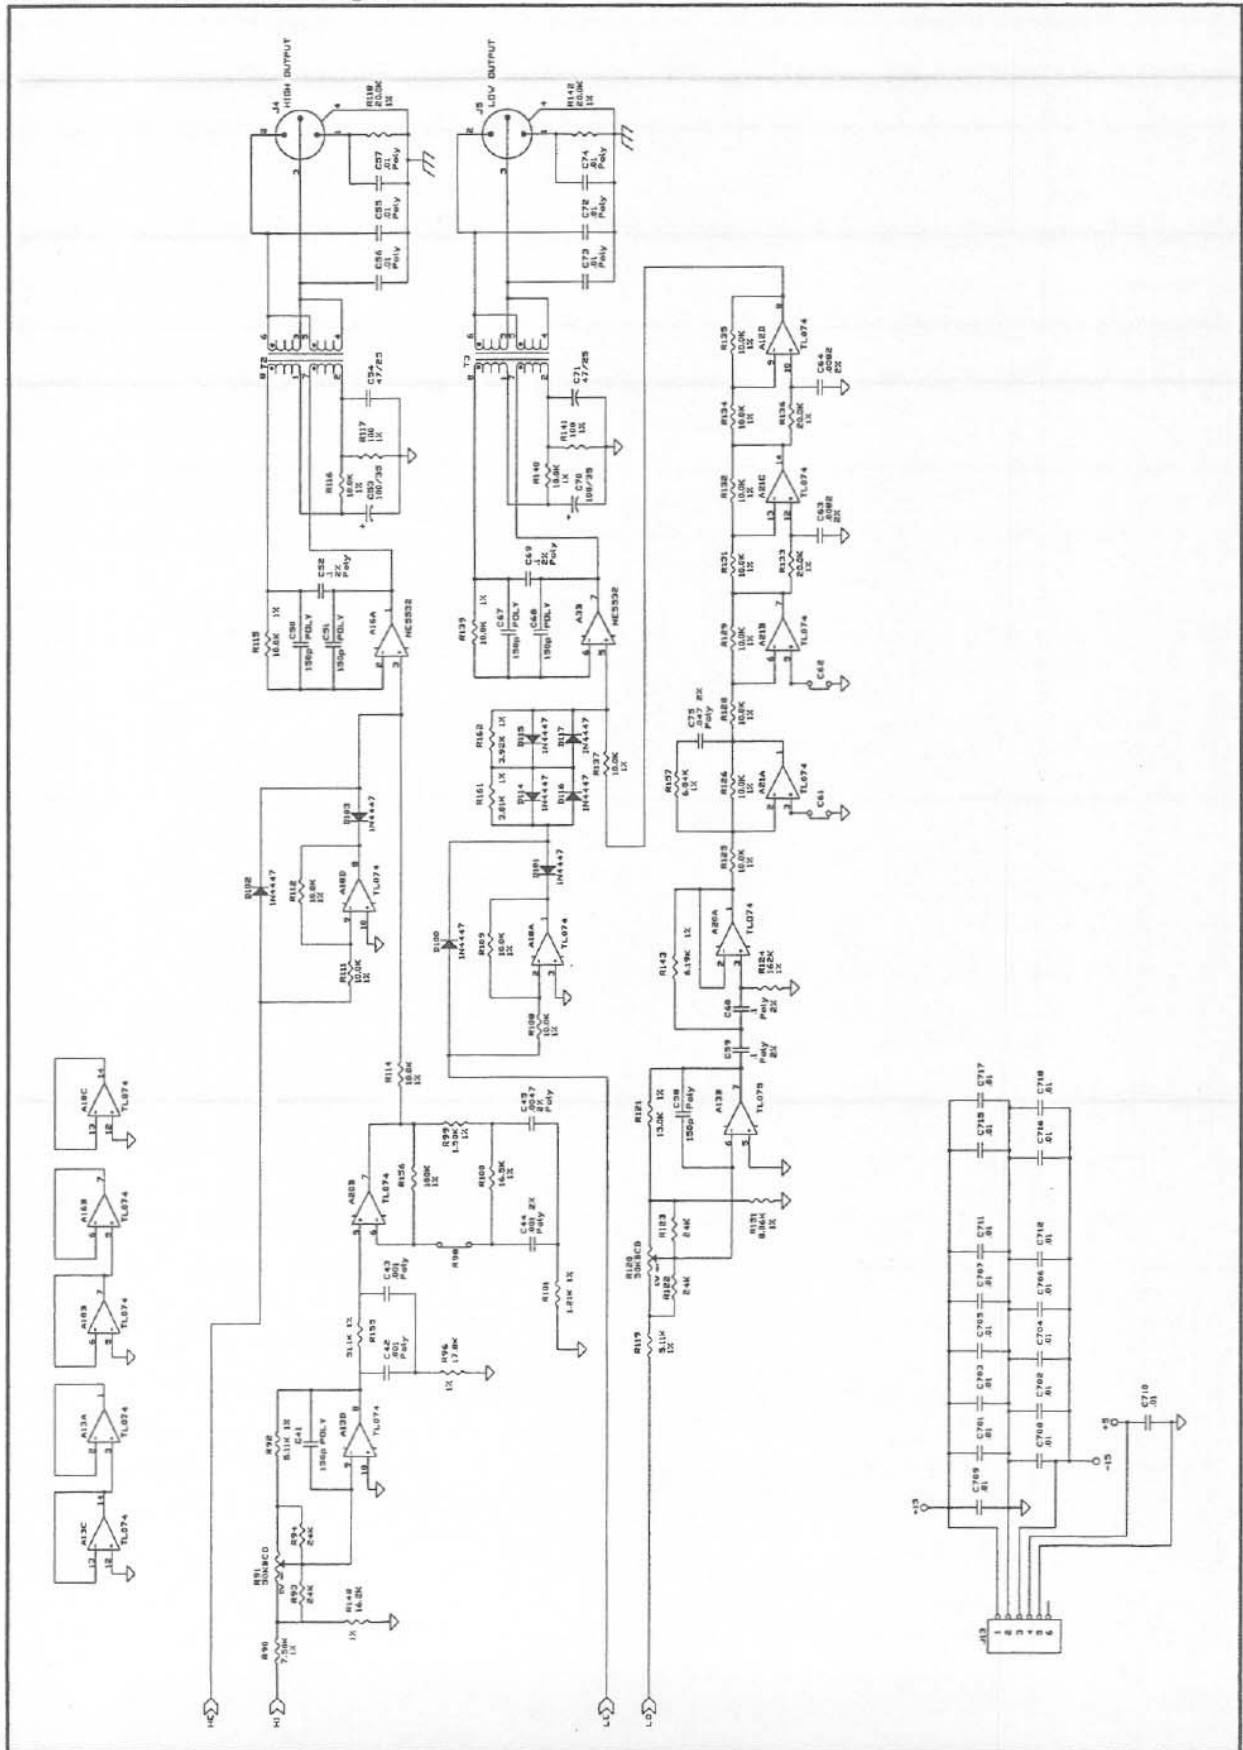 J4
HIGH OUTPUT
R118
20.0K
1%
C57
.01
Poly
C55
.01
Poly
C56
.01
Poly
T2
C54
47/25
R117
100
1%
R116
10.0K
1%
C53
100/35
R115
10.0K 1%
C50
150p POLY
C51
150p POLY
C52
.1
2%
Poly
A16A
NE5532
D102
1N4447
D103
1N4447
R112
10.0K
1%
A18D
TL074
R111
10.0K
1%
R114
10.0K
1%
J5
LOW OUTPUT
R142
20.0K
1%
C74
.01
Poly
C72
.01
Poly
C73
.01
Poly
T3
C71
47/25
R141
100
1%
R140
10.0K
1%
C70
100/35
R139
10.0K 1%
C67
150p POLY
C68
150p POLY
C69
.1
2%
Poly
A33
NE5532
R162
3.92K 1%
D115
1N4447
D117
1N4447
R161
D114
1N4447
D116
1N4447
R137
10.0K
1%
D101
1N4447
D100
1N4447
R109
10.0K
1%
A18A
TL074
R108
10.0K
1%
R135
10.0K
1%
A12D
TL074
C64
.0082
2%
R134
10.0K
1%
R136
20.0K
1%
R132
10.0K
1%
A21C
TL074
C63
.0082
2%
R131
10.0K
1%
R133
20.0K
1%
R129
10.0K
1%
A21B
TL074
C62
R128
10.0K
1%
C75
.047 2%
Poly
R157
6.04K
1%
R126
10.0K
1%
A21A
TL074
C61
R125
10.0K
1%
R143
6.19K 1%
A20A
TL074
R124
162K
1%
C60
.1
Poly
2%
C59
.1
Poly
2%
R121
13.0K 1%
C58
150p Poly
A13B
TL075
R120
50KBCD
R123
24K
R122
24K
R151
8.06K
1%
R119
5.11K
1%
A18C
TL074
A16B
TL074
A18B
TL074
A13A
TL074
A13C
TL074
A20B
TL074
R156
100K
1%
R99
1.50K
1%
R100
16.5K
1%
C45
.0047
2%
Poly
C44
.001 2%
Poly
R98
R101
1.21K 1%
C43
.001
Poly
R155
511K 1%
C42
.001
Poly
R96
17.8K
1%
R92
5.11K 1%
C41
150p POLY
A13D
TL074
R91
50KBCD
R94
24K
R93
24K
R148
16.2K
1%
R90
7.50K
1%
HE
HI
LE
LO
C717
.01
C715
.01
C718
.01
C716
.01
C711
.01
C707
.01
C705
.01
C703
.01
C701
.01
C709
.01
C712
.01
C706
.01
C704
.01
C702
.01
C708
.01
C710
.01
+15
-15
+5
J13
1
2
3
4
5
6